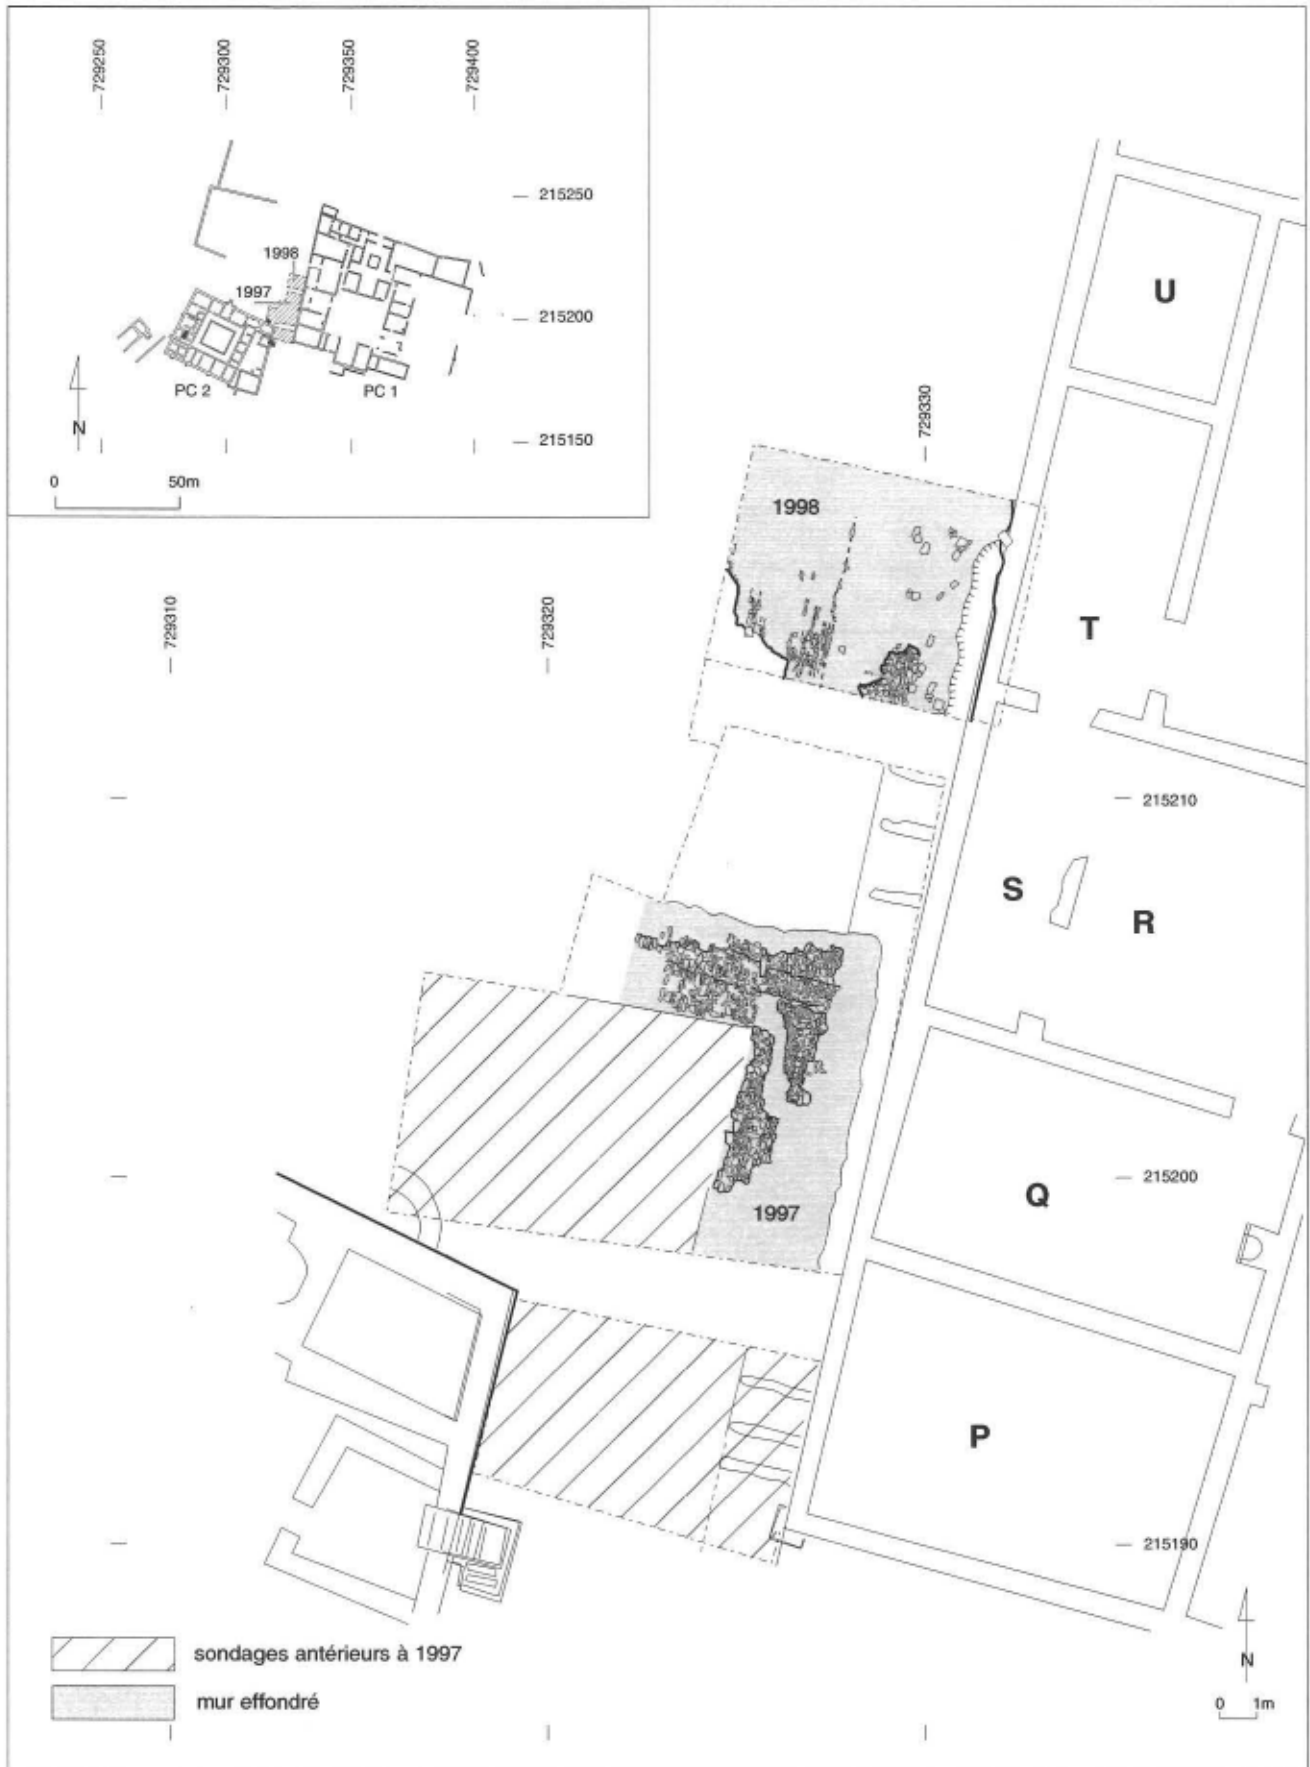 729250
729300
729350
729400
215250
1998
1997
215200
PC 2
PC 1
N
215150
0 50m
U
729330
1998
729310
729320
T
215210
S
R
Q
215200
1997
P
215190
sondages antérieurs à 1997
mur effondré
N
0 1m